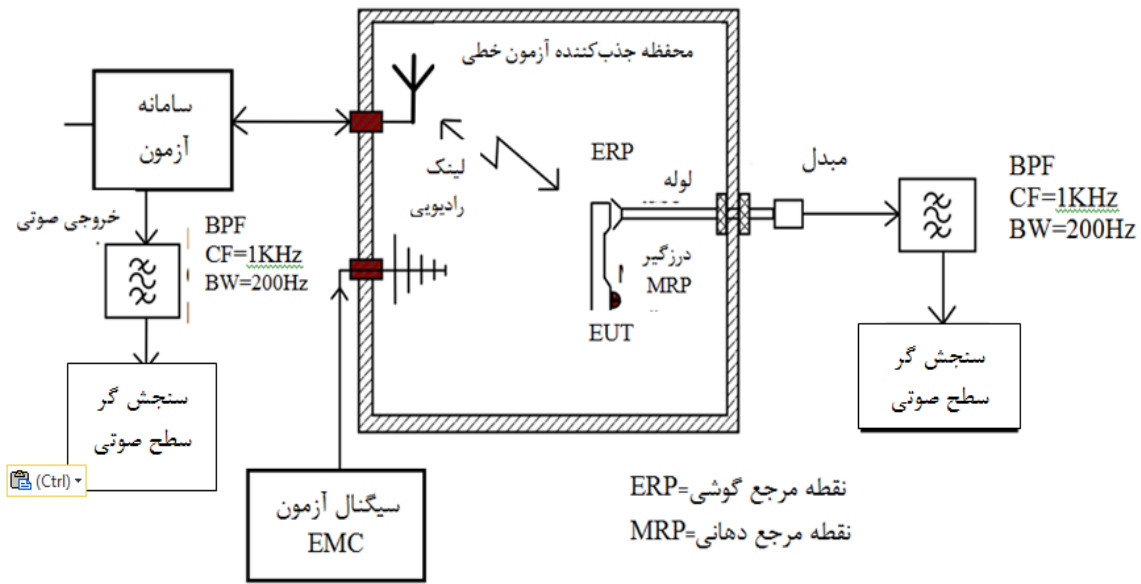 محفظه جذب‌کننده آزمون خطی
سامانه
آزمون
لینک
رادیویی
ERP
لوله
مبدل
BPF
CF=1KHz
BW=200Hz
خروجی صوتی
BPF
CF=1KHz
BW=200Hz
درزگیر
MRP
EUT
سنجش گر
سطح صوتی
سنجش گر
سطح صوتی
(Ctrl)
سیگنال آزمون
EMC
ERP=نقطه مرجع گوشی
MRP=نقطه مرجع دهانی